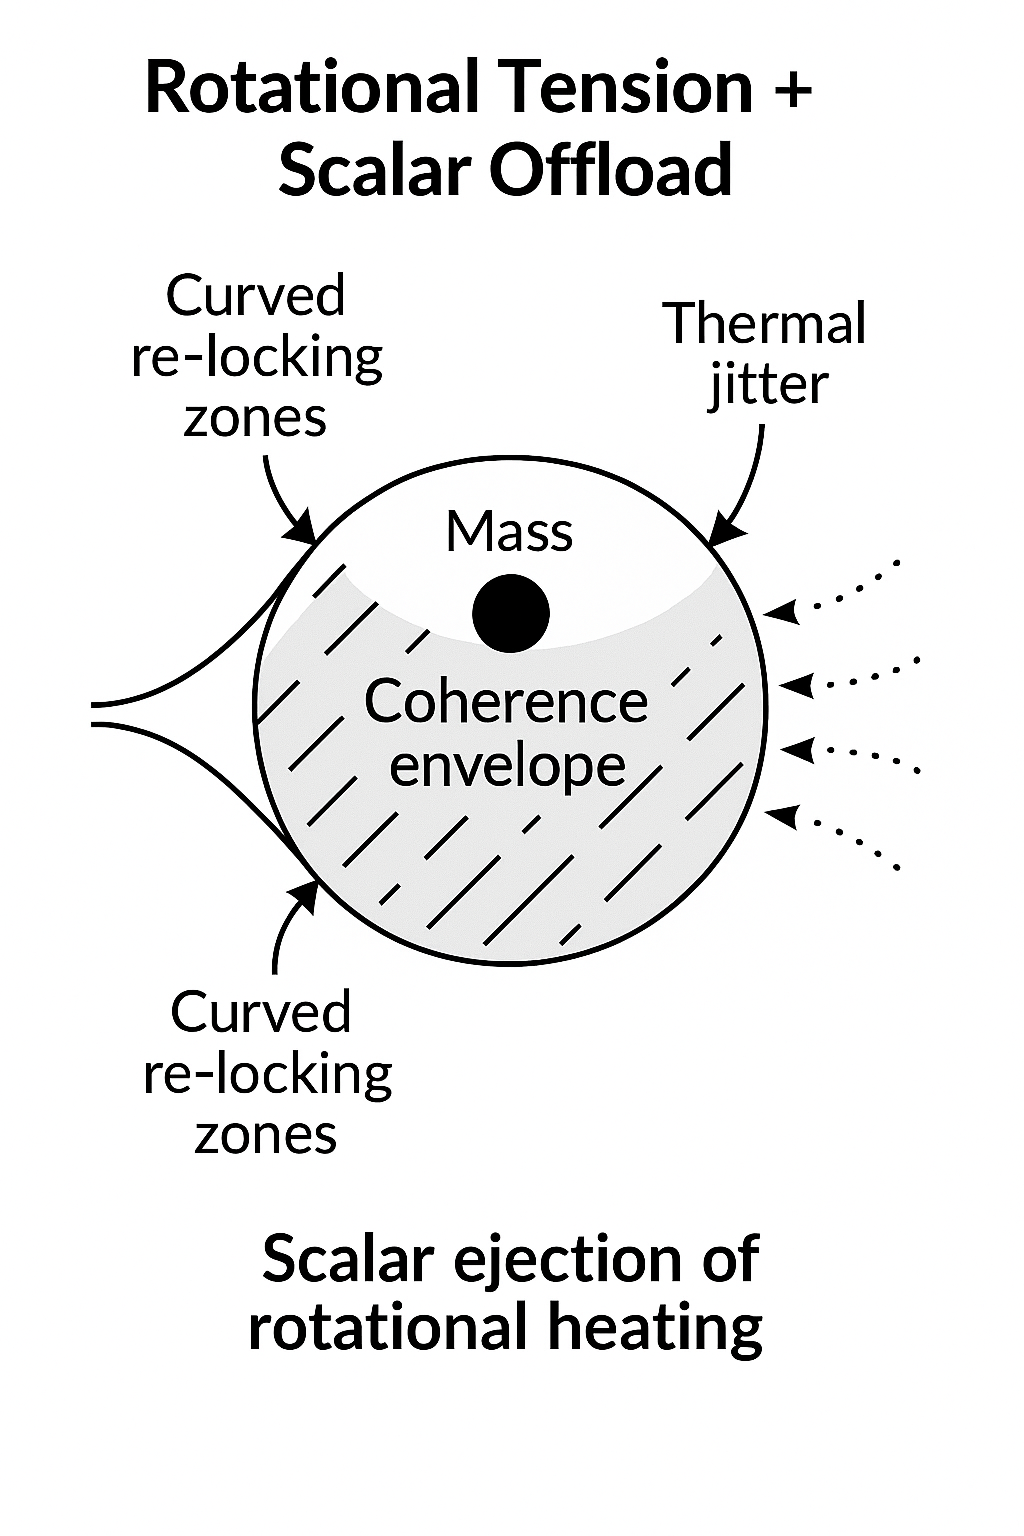 Rotational Tension +
Scalar Offload
Curved
re-locking
zones
Thermal
jitter
Mass
Coherence
envelope
Curved
re-locking
zones
Scalar ejection of
rotational heating